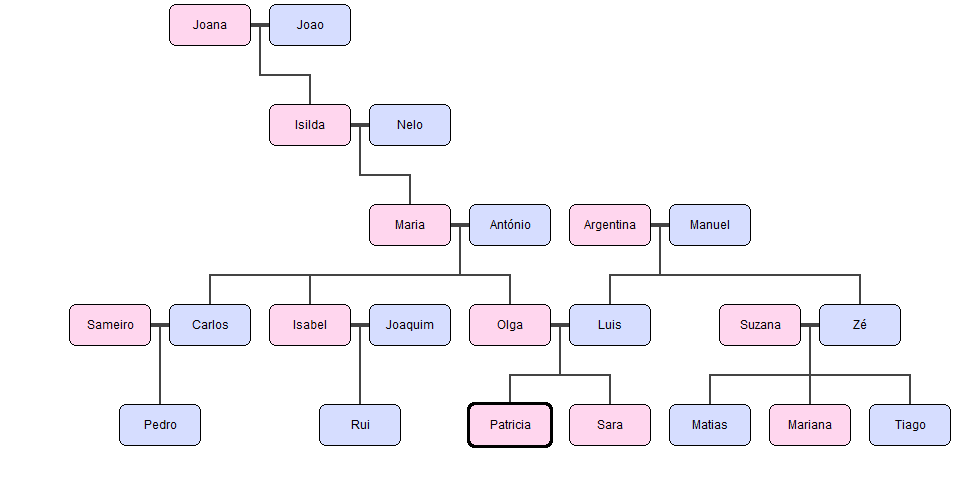 Joana
Joao
Isilda
Nelo
Maria
António
Argentina
Manuel
Sameiro
Carlos
Isabel
Joaquim
Olga
Luis
Suzana
Zé
Pedro
Rui
Patricia
Sara
Matias
Mariana
Tiago